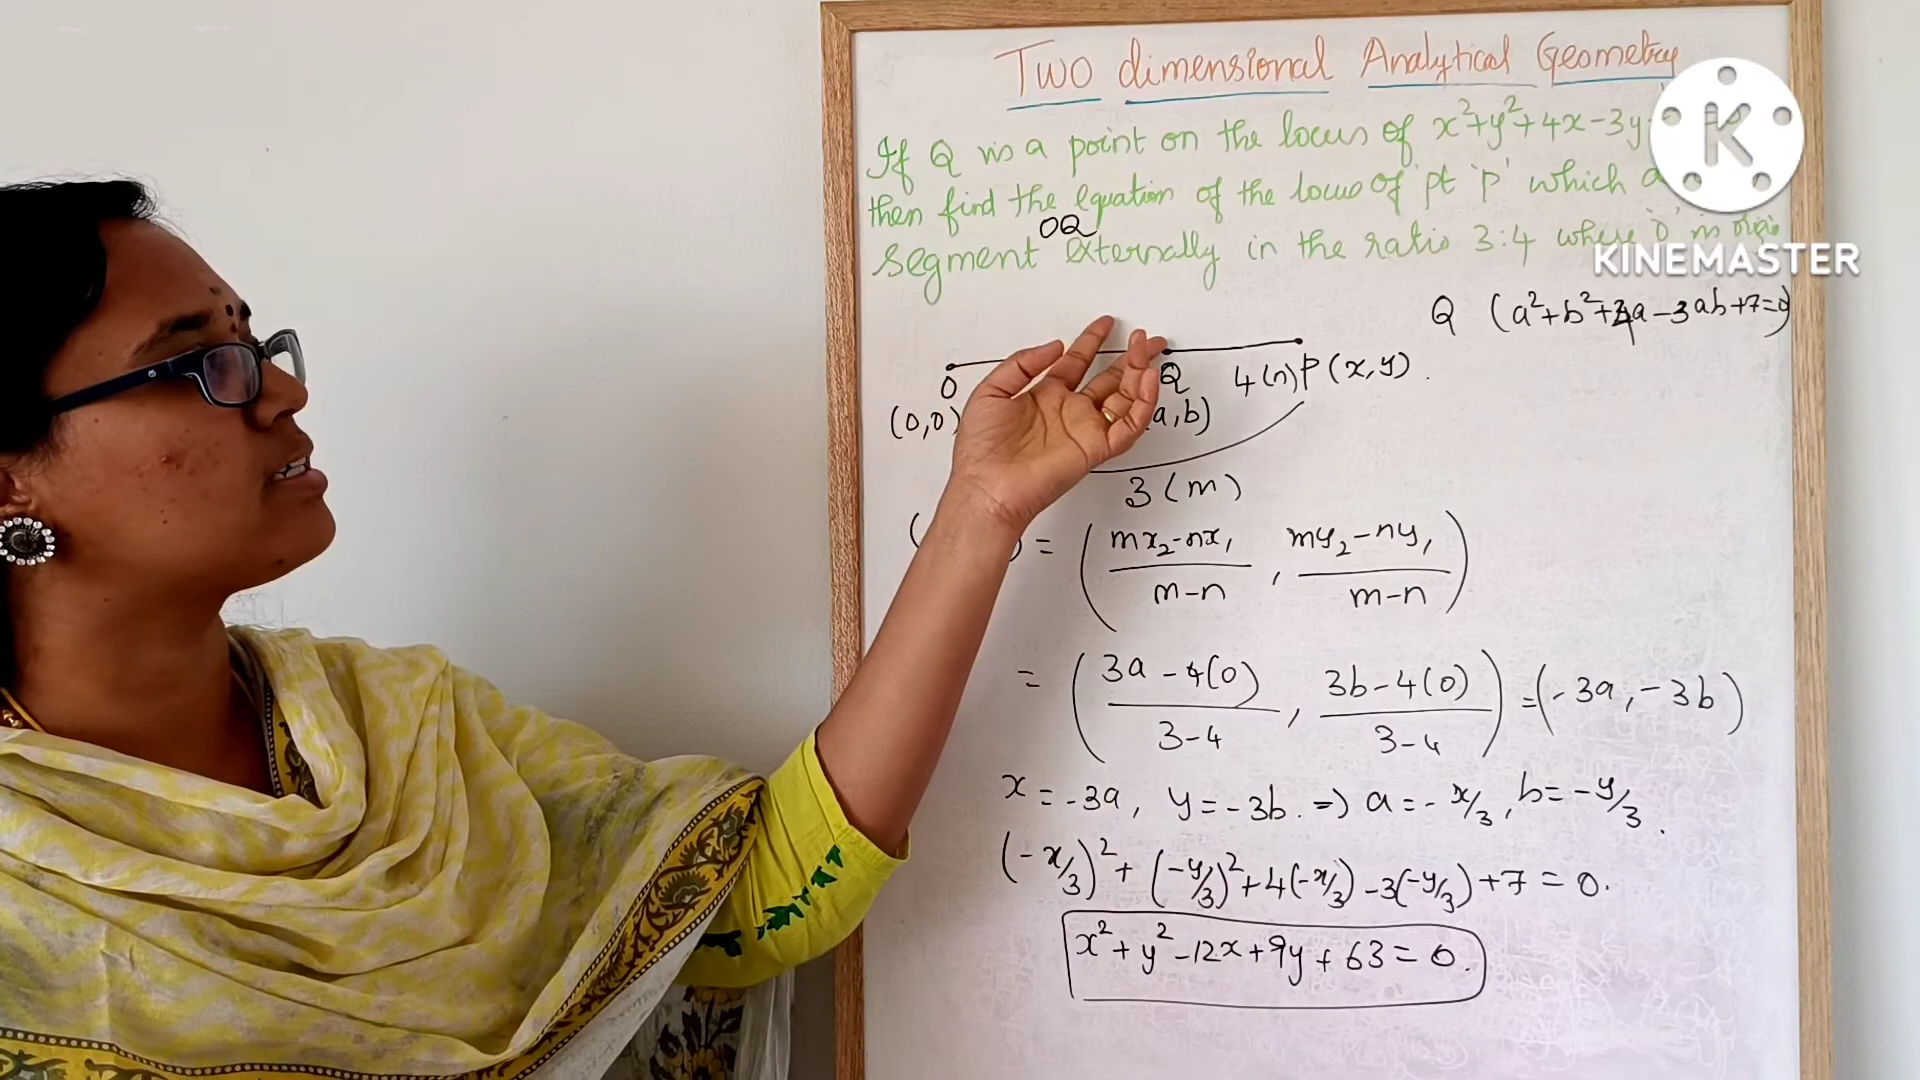 Two dimensional Analytical Geometry
If Q is a point on the locus of x²+y²+4x-3y
then find the equation of the locus of pt 'P' which
OQ
segment externally in the ratio 3:4 where 'O' is
KINEMASTER
Q (a²+b²+4a-3ab+7=0)
O Q 4(n) P(x,y).
(0,0) (a,b)
3(m)
= (mx₂-nx₁/m-n, my₂-ny₁/m-n)
= (3a-4(0)/3-4, 3b-4(0)/3-4) = (-3a, -3b)
x = -3a, y = -3b. ⇒ a = -x/3, b = -y/3.
(-x/3)² + (-y/3)² + 4(-x/3) - 3(-y/3) + 7 = 0.
x² + y² - 12x + 9y + 63 = 0.